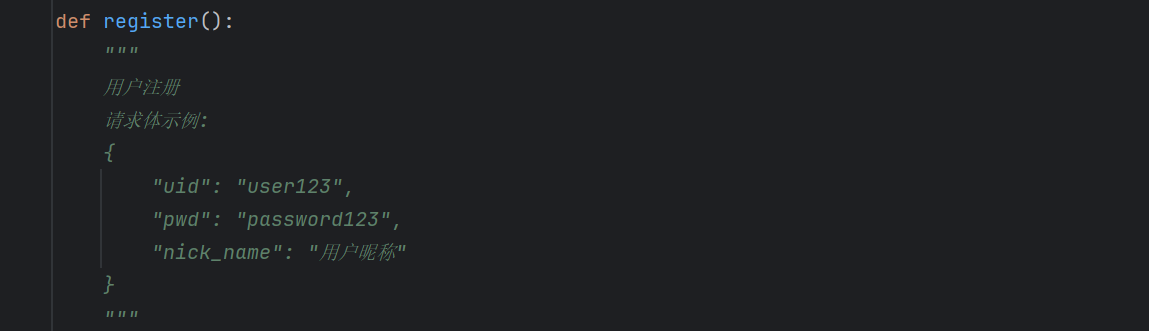 def register():
"""
用户注册
请求体示例:
{
"uid": "user123",
"pwd": "password123",
"nick_name": "用户昵称"
}
"""